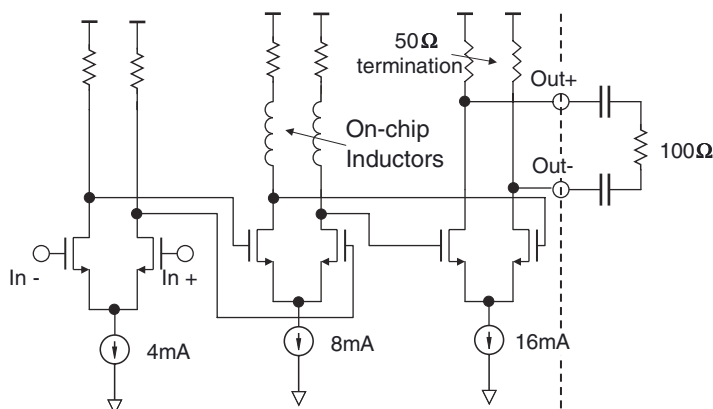 50Ω
termination
Out+
On-chip
Inductors
100Ω
Out-
In -
In +
4mA
8mA
16mA